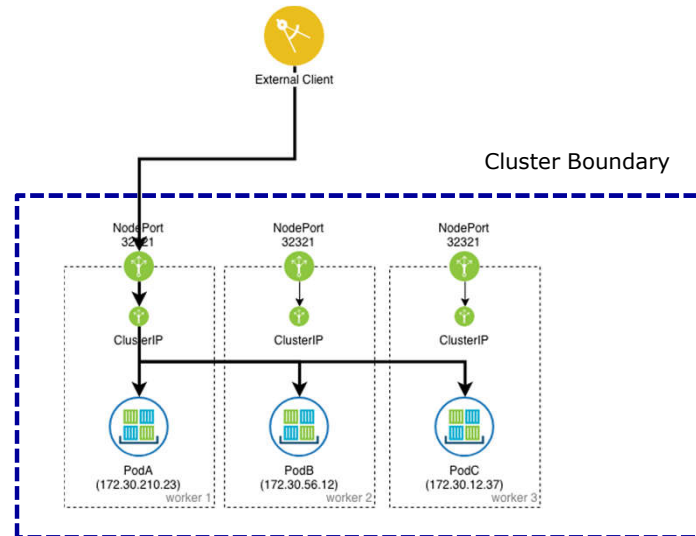 External Client
Cluster Boundary
NodePort
32321
NodePort
32321
NodePort
32321
ClusterIP
ClusterIP
ClusterIP
PodA
(172.30.210.23)
worker 1
PodB
(172.30.56.12)
worker 2
PodC
(172.30.12.37)
worker 3